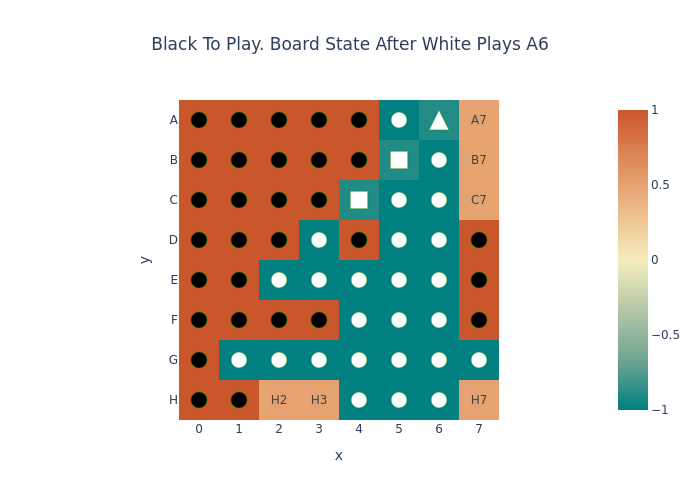 Black To Play. Board State After White Plays A6
A
A7
1
B
B7
0.5
C
C7
D
y
0
E
F
−0.5
G
H
H2
H3
H7
−1
0
1
2
3
4
5
6
7
x